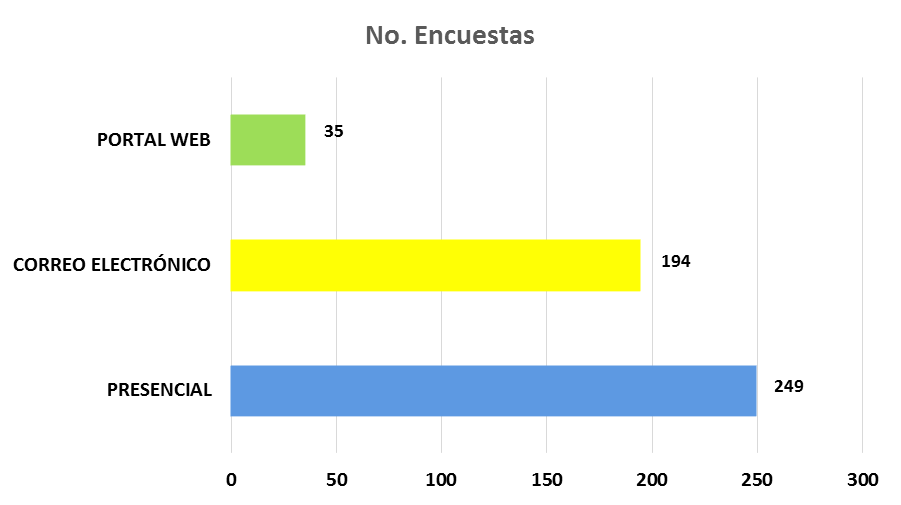 No. Encuestas
PORTAL WEB
35
CORREO ELECTRÓNICO
194
PRESENCIAL
249
0 50 100 150 200 250 300